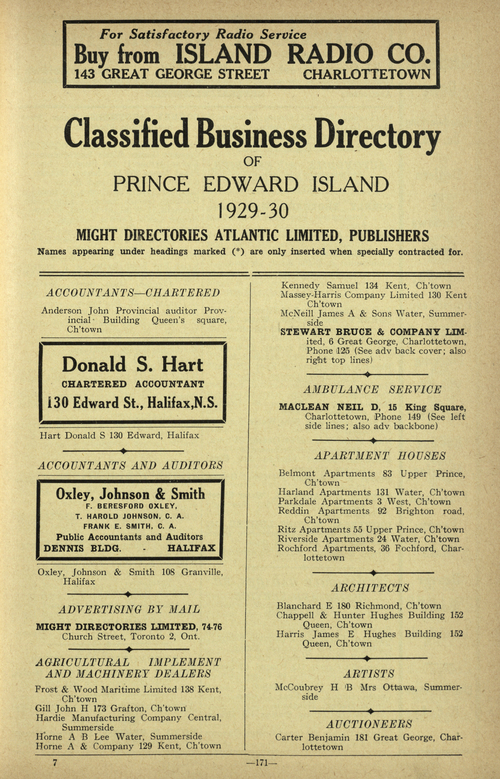 For Satisfactory Radio Service
Buy from ISLAND RADIO CO.
143 GREAT GEORGE STREET CHARLOTTETOWN
Classified Business Directory
OF
PRINCE EDWARD ISLAND
1929-30
MIGHT DIRECTORIES ATLANTIC LIMITED, PUBLISHERS
Names appearing under headings marked (*) are only inserted when specially contracted for.
ACCOUNTANTS—CHARTERED
Anderson John Provincial auditor Prov-
incial Building Queen's square,
Ch'town
Donald S. Hart
CHARTERED ACCOUNTANT
130 Edward St., Halifax, N.S.
Hart Donald S 130 Edward, Halifax
ACCOUNTANTS AND AUDITORS
Oxley, Johnson & Smith
F. BERESFORD OXLEY,
T. HAROLD JOHNSON, C. A.
FRANK E. SMITH, C. A.
Public Accountants and Auditors
DENNIS BLDG. - HALIFAX
Oxley, Johnson & Smith 108 Granville,
Halifax
ADVERTISING BY MAIL
MIGHT DIRECTORIES LIMITED, 74-76
Church Street, Toronto 2, Ont.
AGRICULTURAL IMPLEMENT
AND MACHINERY DEALERS
Frost & Wood Maritime Limited 138 Kent,
Ch'town
Gill John H 173 Grafton, Ch'town
Hardie Manufacturing Company Central,
Summerside
Horne A B Lee Water, Summerside
Horne A & Company 129 Kent, Ch'town
Kennedy Samuel 134 Kent, Ch'town
Massey-Harris Company Limited 130 Kent
Ch'town
McNeill James A & Sons Water, Summer-
side
STEWART BRUCE & COMPANY LIM-
ited, 6 Great George, Charlottetown,
Phone 125 (See adv back cover; also
right top lines)
AMBULANCE SERVICE
MACLEAN NEIL D, 15 King Square,
Charlottetown, Phone 149 (See left
side lines; also adv backbone)
APARTMENT HOUSES
Belmont Apartments 83 Upper Prince,
Ch'town
Harland Apartments 131 Water, Ch'town
Parkdale Apartments 3 West, Ch'town
Reddin Apartments 92 Brighton road,
Ch'town
Ritz Apartments 55 Upper Prince, Ch'town
Riverside Apartments 24 Water, Ch'town
Rochford Apartments, 36 Fochford, Char-
lottetown
ARCHITECTS
Blanchard E 180 Richmond, Ch'town
Chappell & Hunter Hughes Building 152
Queen, Ch'town
Harris James E Hughes Building 152
Queen, Ch'town
ARTISTS
McCoubrey H B Mrs Ottawa, Summer-
side
AUCTIONEERS
Carter Benjamin 181 Great George, Char-
lottetown
7 —171—